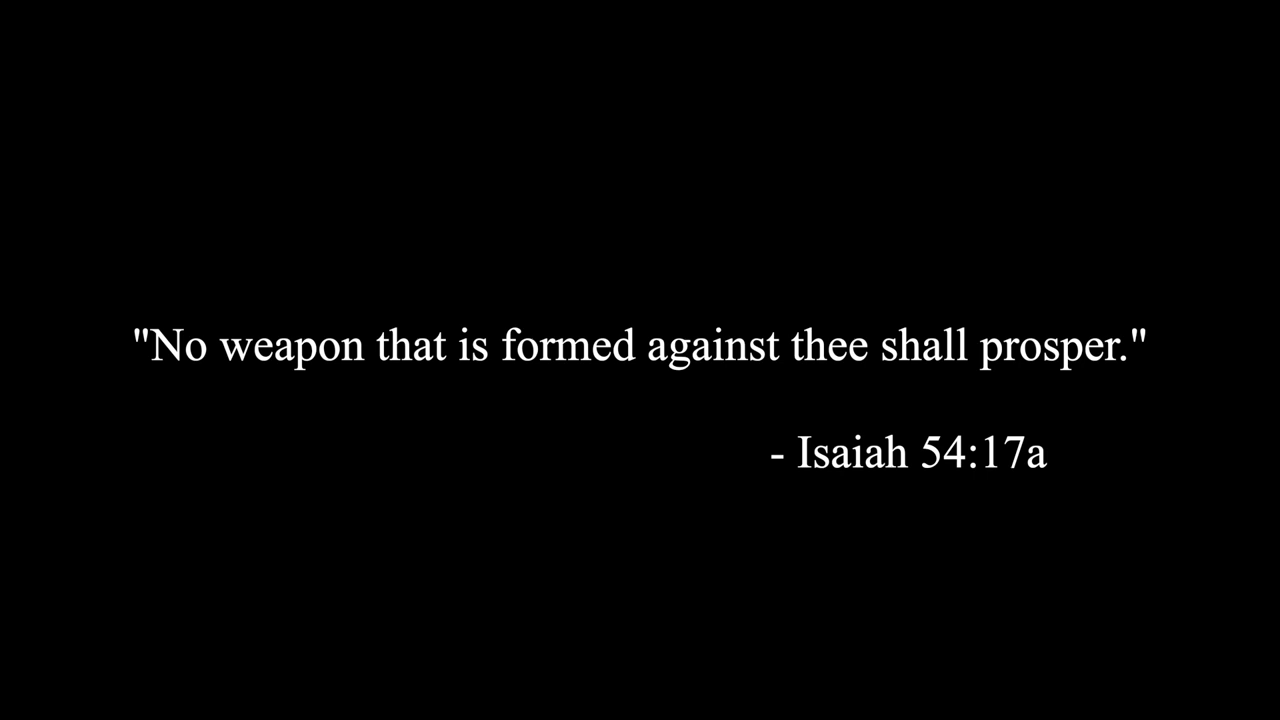 "No weapon that is formed against thee shall prosper."
- Isaiah 54:17a